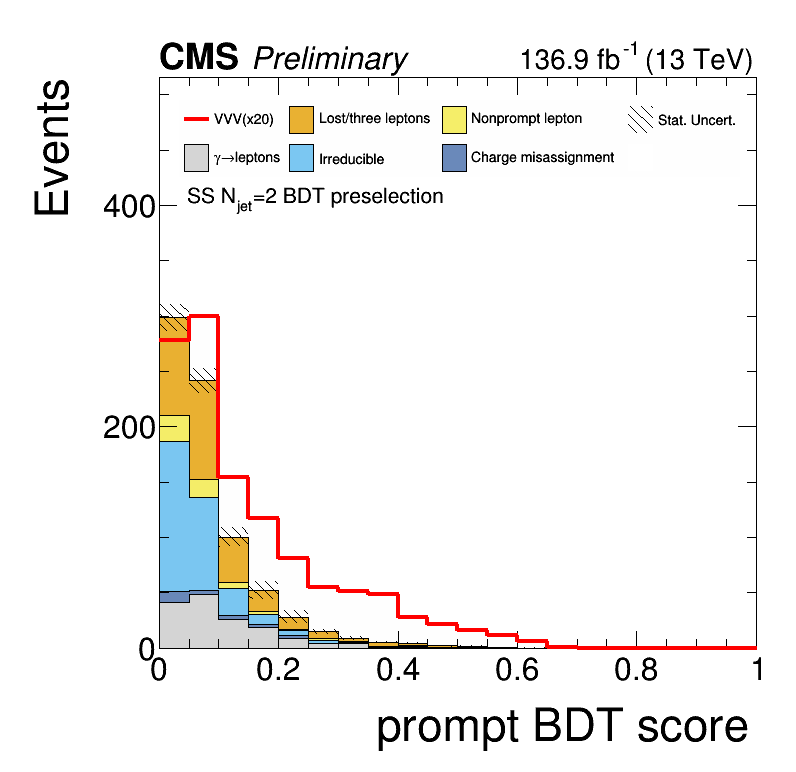 CMS Preliminary 136.9 fb⁻¹ (13 TeV)
Events
VVV(x20) Lost/three leptons Nonprompt lepton Stat. Uncert.
γ→leptons Irreducible Charge misassignment
SS N_jet=2 BDT preselection
400
200
0
0 0.2 0.4 0.6 0.8 1
prompt BDT score